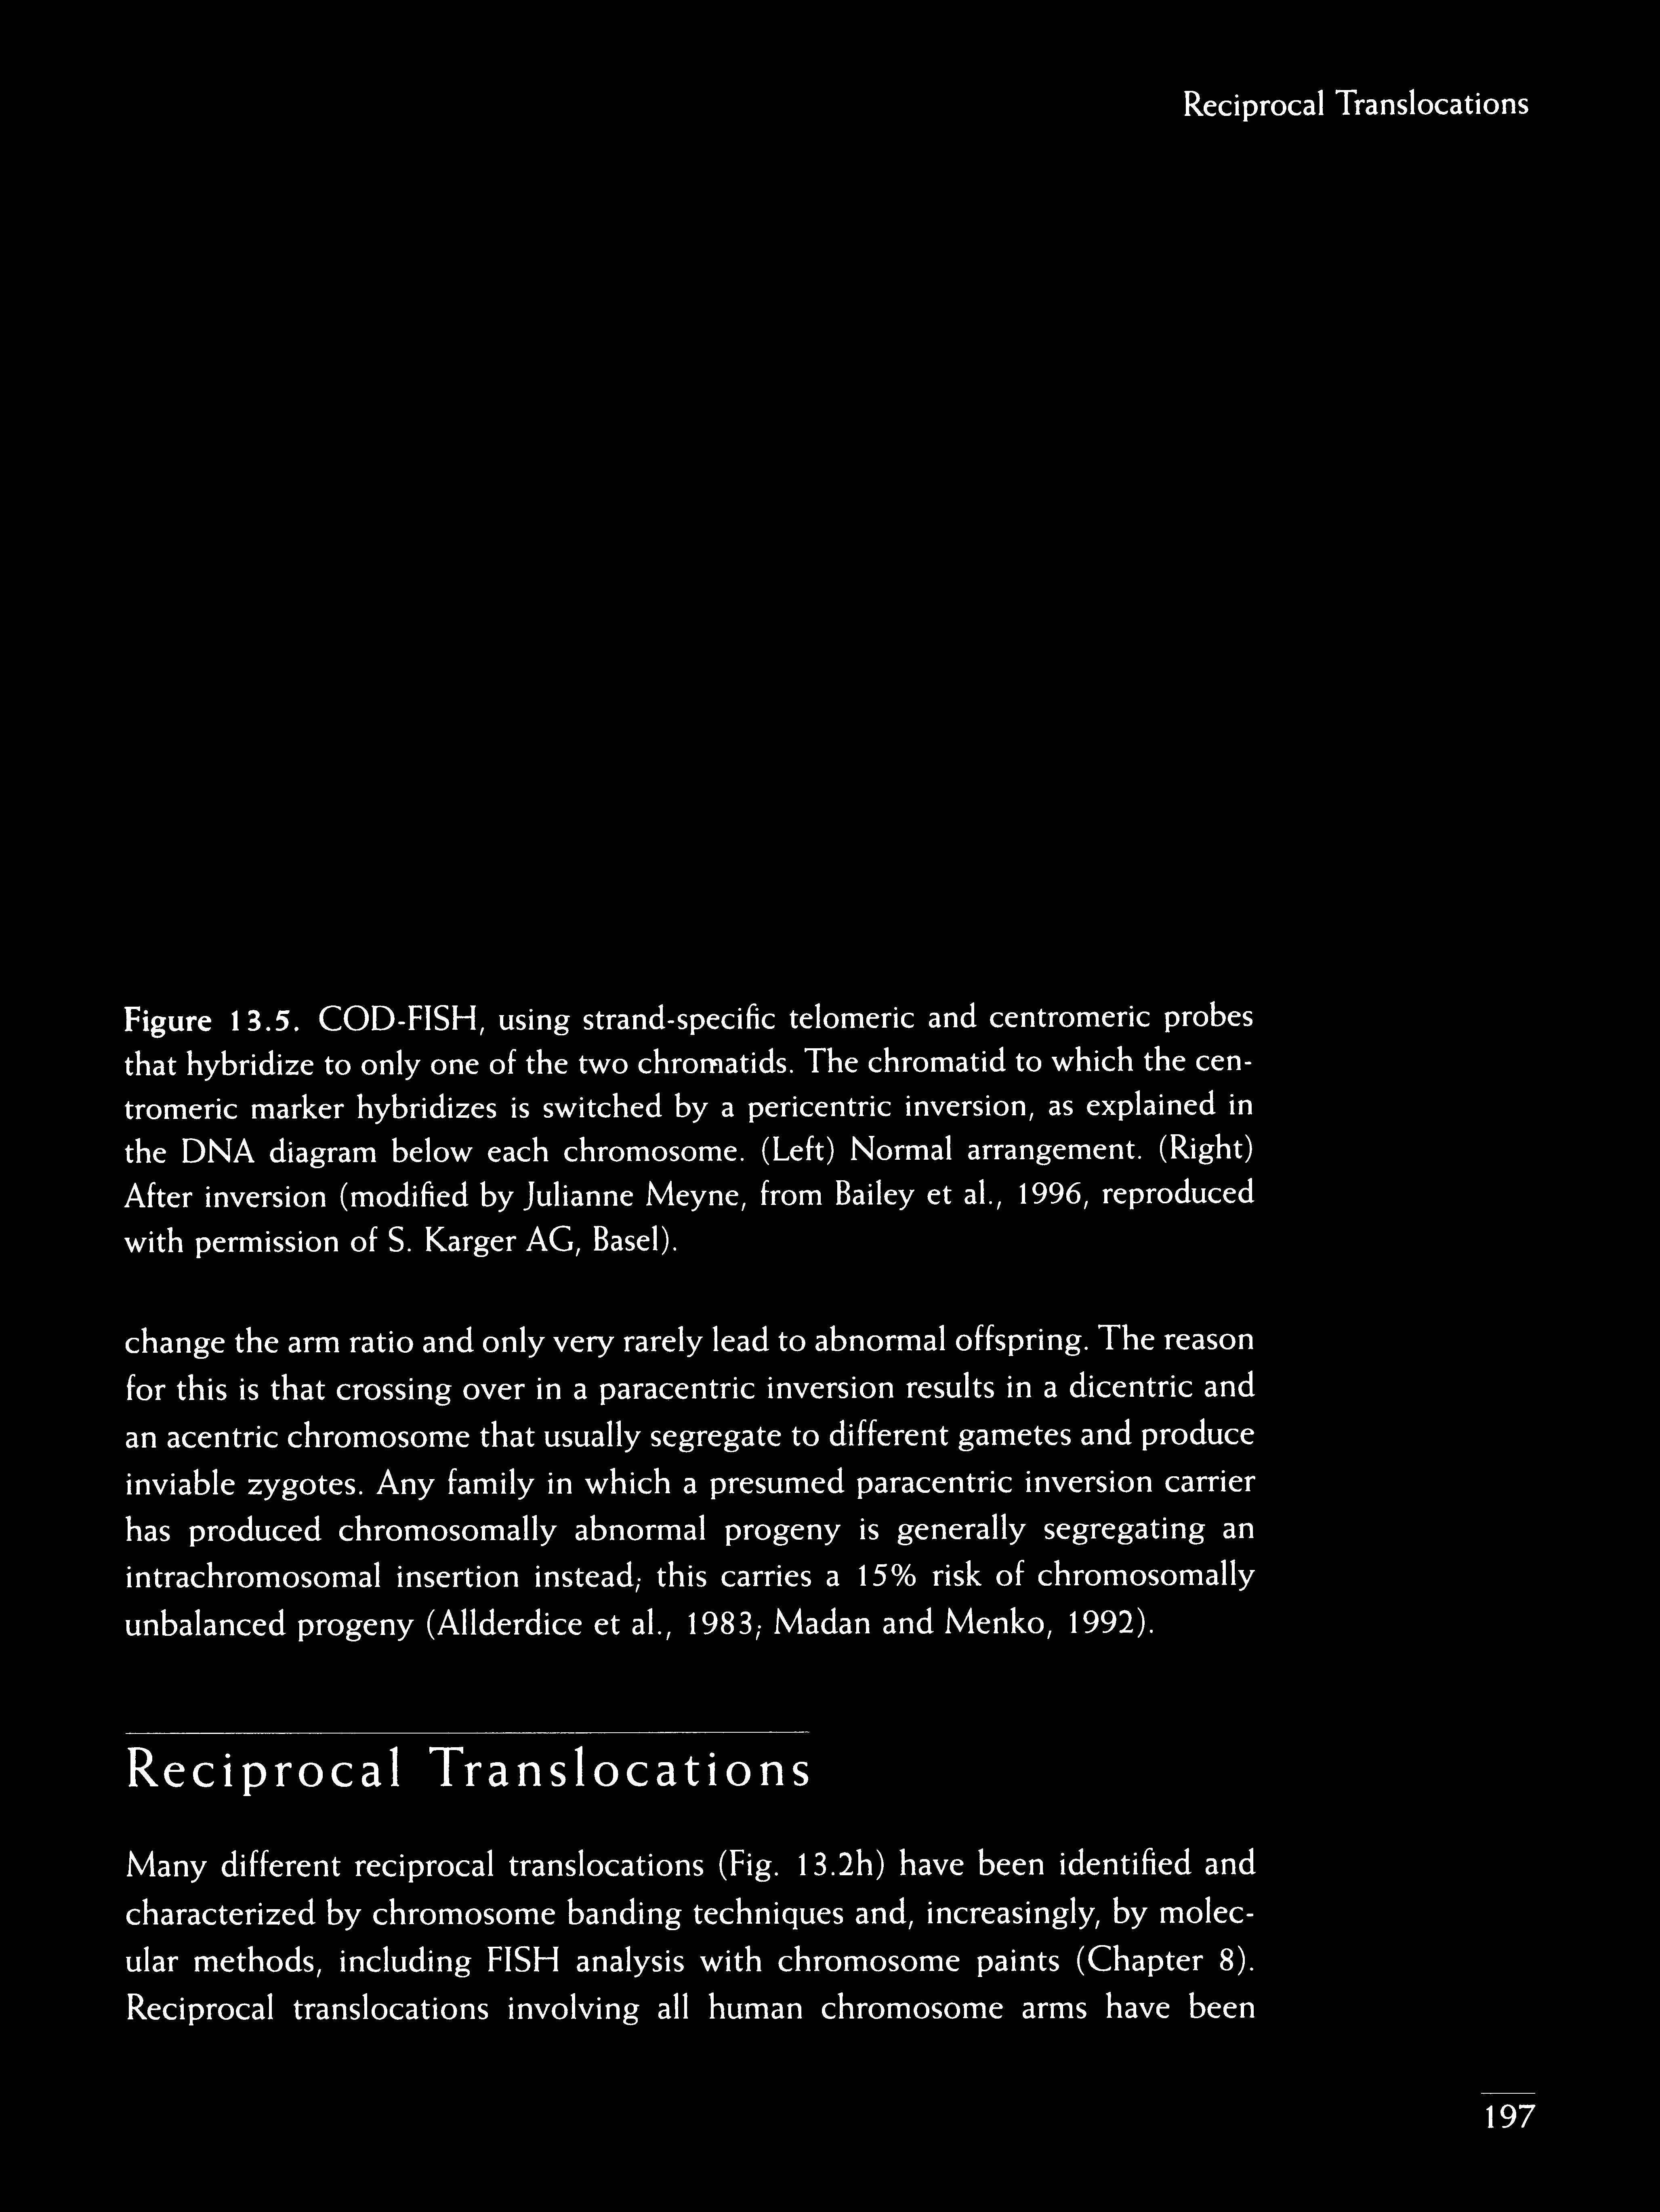 Reciprocal Translocations
Figure 13.5. COD-FISH, using strand-specific telomeric and centromeric probes
that hybridize to only one of the two chromatids. The chromatid to which the cen-
tromeric marker hybridizes is switched by a pericentric inversion, as explained in
the DNA diagram below each chromosome. (Left) Normal arrangement. (Right)
After inversion (modified by Julianne Meyne, from Bailey et al., 1996, reproduced
with permission of S. Karger AG, Basel).
change the arm ratio and only very rarely lead to abnormal offspring. The reason
for this is that crossing over in a paracentric inversion results in a dicentric and
an acentric chromosome that usually segregate to different gametes and produce
inviable zygotes. Any family in which a presumed paracentric inversion carrier
has produced chromosomally abnormal progeny is generally segregating an
intrachromosomal insertion instead; this carries a 15% risk of chromosomally
unbalanced progeny (Allderdice et al., 1983; Madan and Menko, 1992).
Reciprocal Translocations
Many different reciprocal translocations (Fig. 13.2h) have been identified and
characterized by chromosome banding techniques and, increasingly, by molec-
ular methods, including FISH analysis with chromosome paints (Chapter 8).
Reciprocal translocations involving all human chromosome arms have been
197